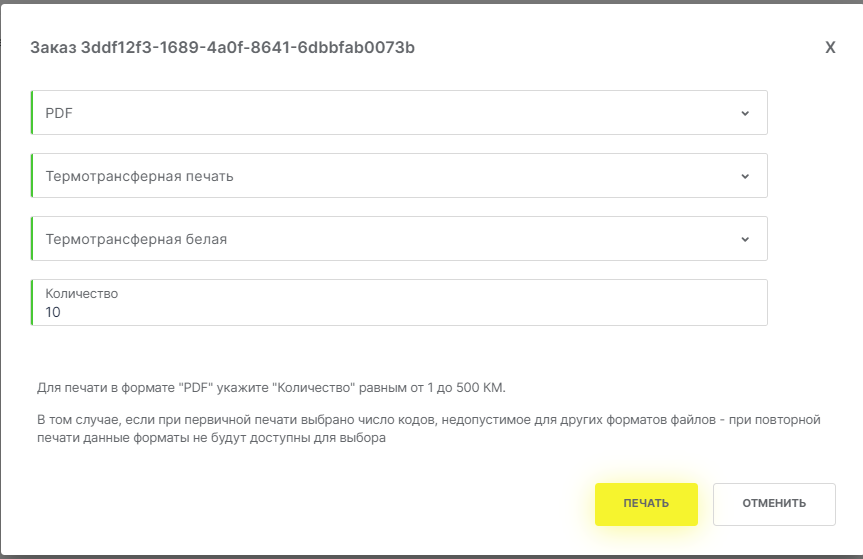 Заказ 3ddf12f3-1689-4a0f-8641-6dbbfab0073b
X
PDF
Термотрансферная печать
Термотрансферная белая
Количество
10
Для печати в формате "PDF" укажите "Количество" равным от 1 до 500 КМ.
В том случае, если при первичной печати выбрано число кодов, недопустимое для других форматов файлов - при повторной
печати данные форматы не будут доступны для выбора
ПЕЧАТЬ
ОТМЕНИТЬ